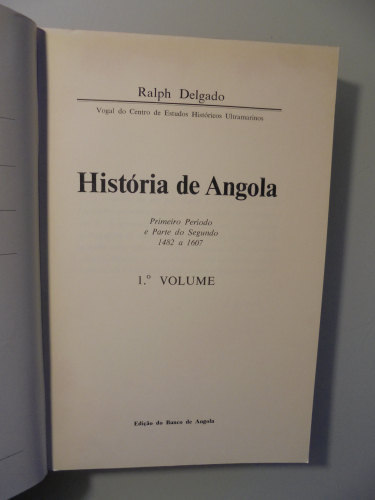 Ralph Delgado
Vogal do Centro de Estudos Históricos Ultramarinos
História de Angola
Primeiro Período
e Parte do Segundo
1482 a 1607
1.º VOLUME
Edição do Banco de Angola